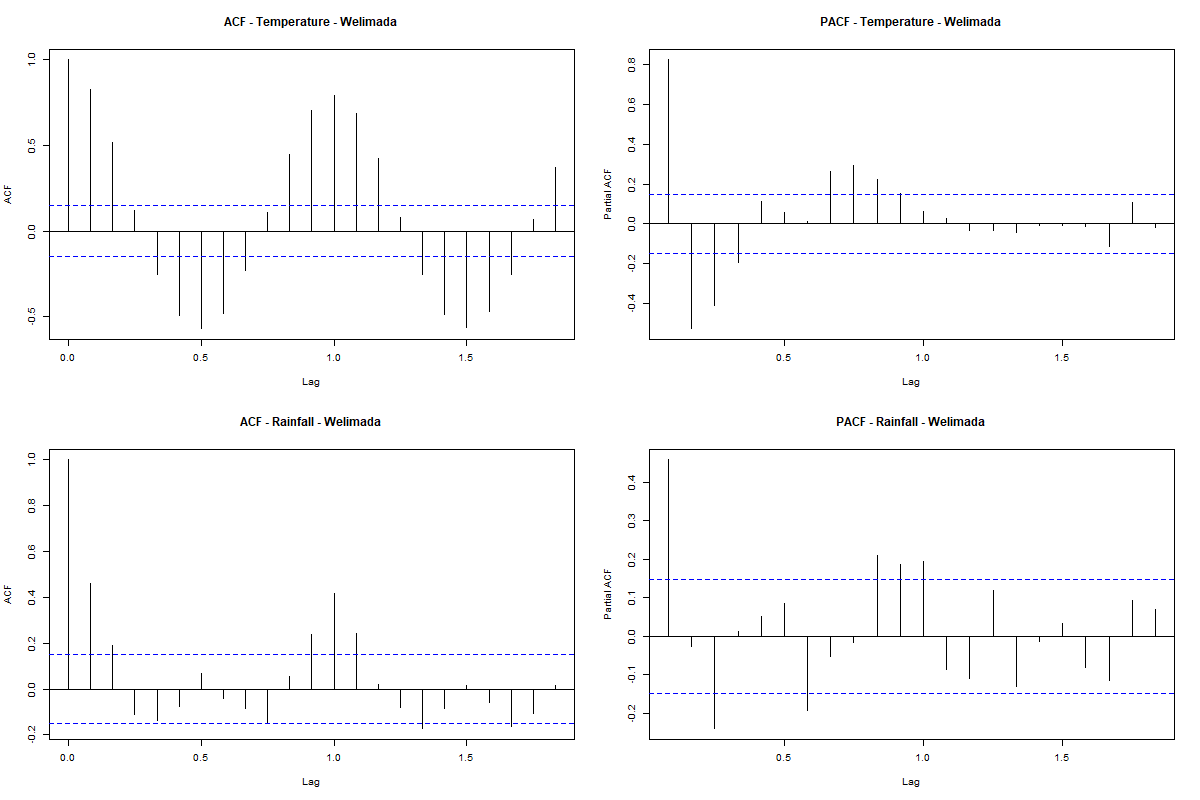 ACF - Temperature - Welimada
ACF
1.0
0.5
0.0
-0.5
0.0 0.5 1.0 1.5
Lag
PACF - Temperature - Welimada
Partial ACF
0.8
0.6
0.4
0.2
0.0
-0.2
-0.4
0.5 1.0 1.5
Lag
ACF - Rainfall - Welimada
ACF
1.0
0.8
0.6
0.4
0.2
0.0
-0.2
0.0 0.5 1.0 1.5
Lag
PACF - Rainfall - Welimada
Partial ACF
0.4
0.3
0.2
0.1
0.0
-0.1
-0.2
0.5 1.0 1.5
Lag